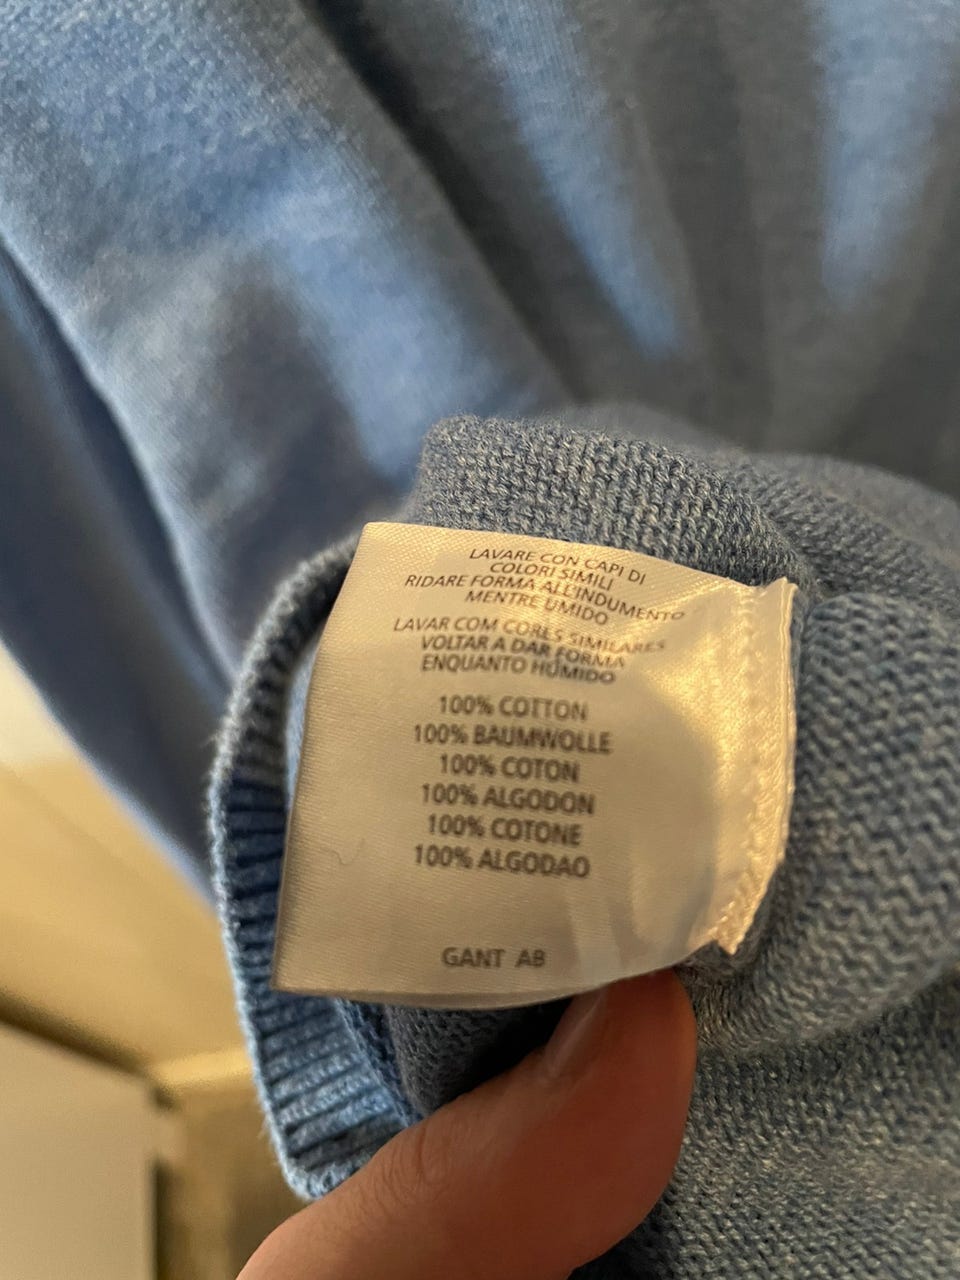 LAVARE CON CAPI DI
COLORI SIMILI
RIDARE FORMA ALL'INDUMENTO
MENTRE UMIDO
LAVAR COM CORES SIMILARES
VOLTAR A DAR FORMA
ENQUANTO HÚMIDO
100% COTTON
100% BAUMWOLLE
100% COTON
100% ALGODON
100% COTONE
100% ALGODAO
GANT AB